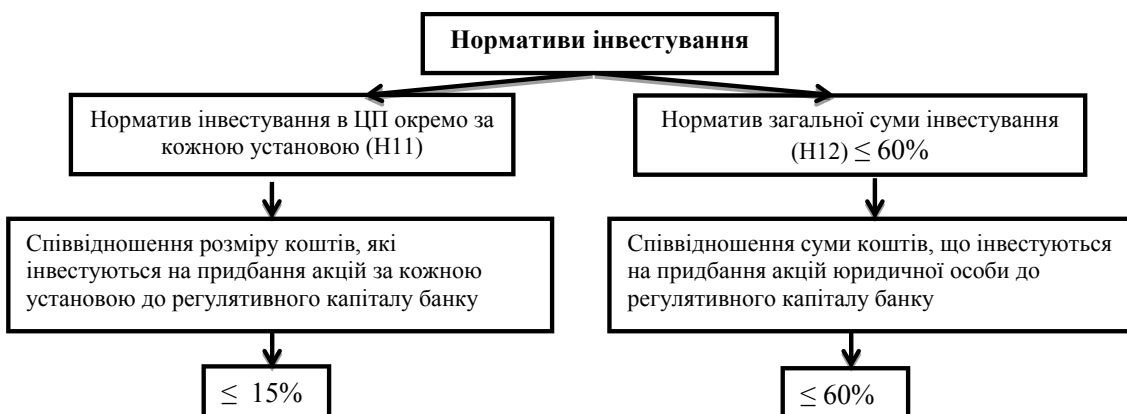 Нормативи інвестування
Норматив інвестування в ЦП окремо за
кожною установою (Н11)
Норматив загальної суми інвестування
(Н12) ≤ 60%
Співвідношення розміру коштів, які
інвестуються на придбання акцій за кожною
установою до регулятивного капіталу банку
Співвідношення суми коштів, що інвестуються
на придбання акцій юридичної особи до
регулятивного капіталу банку
≤ 15%
≤ 60%